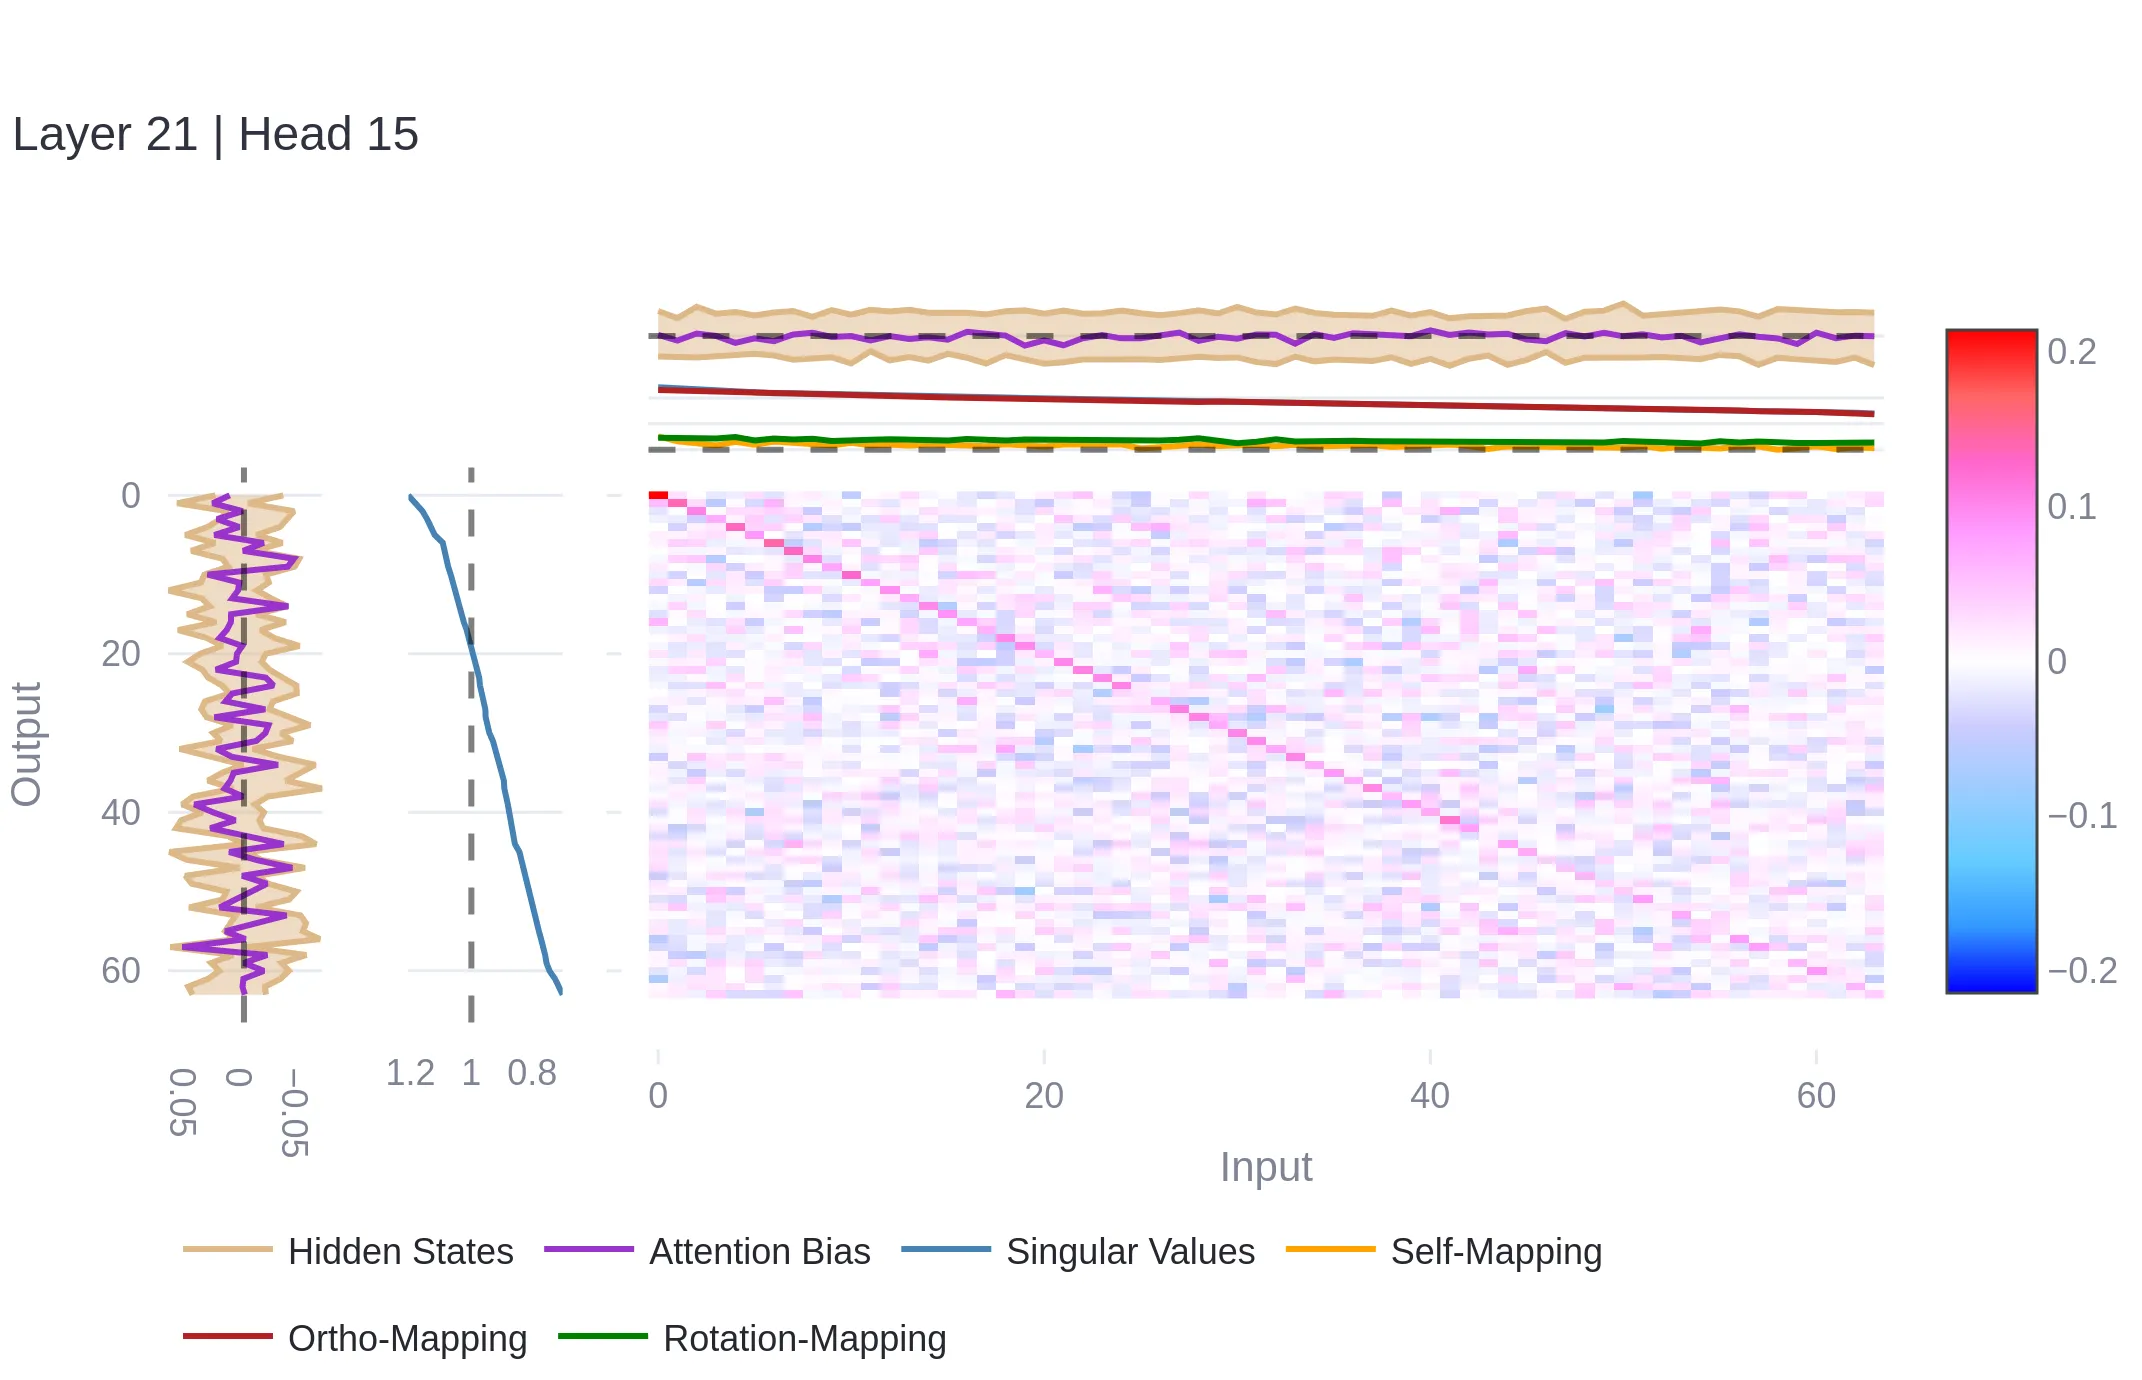 Layer 21 | Head 15
0.2
0.1
0
−0.1
−0.2
Output
0
20
40
60
0.05
0
−0.05
1.2
1
0.8
0
20
40
60
Input
Hidden States
Attention Bias
Singular Values
Self-Mapping
Ortho-Mapping
Rotation-Mapping